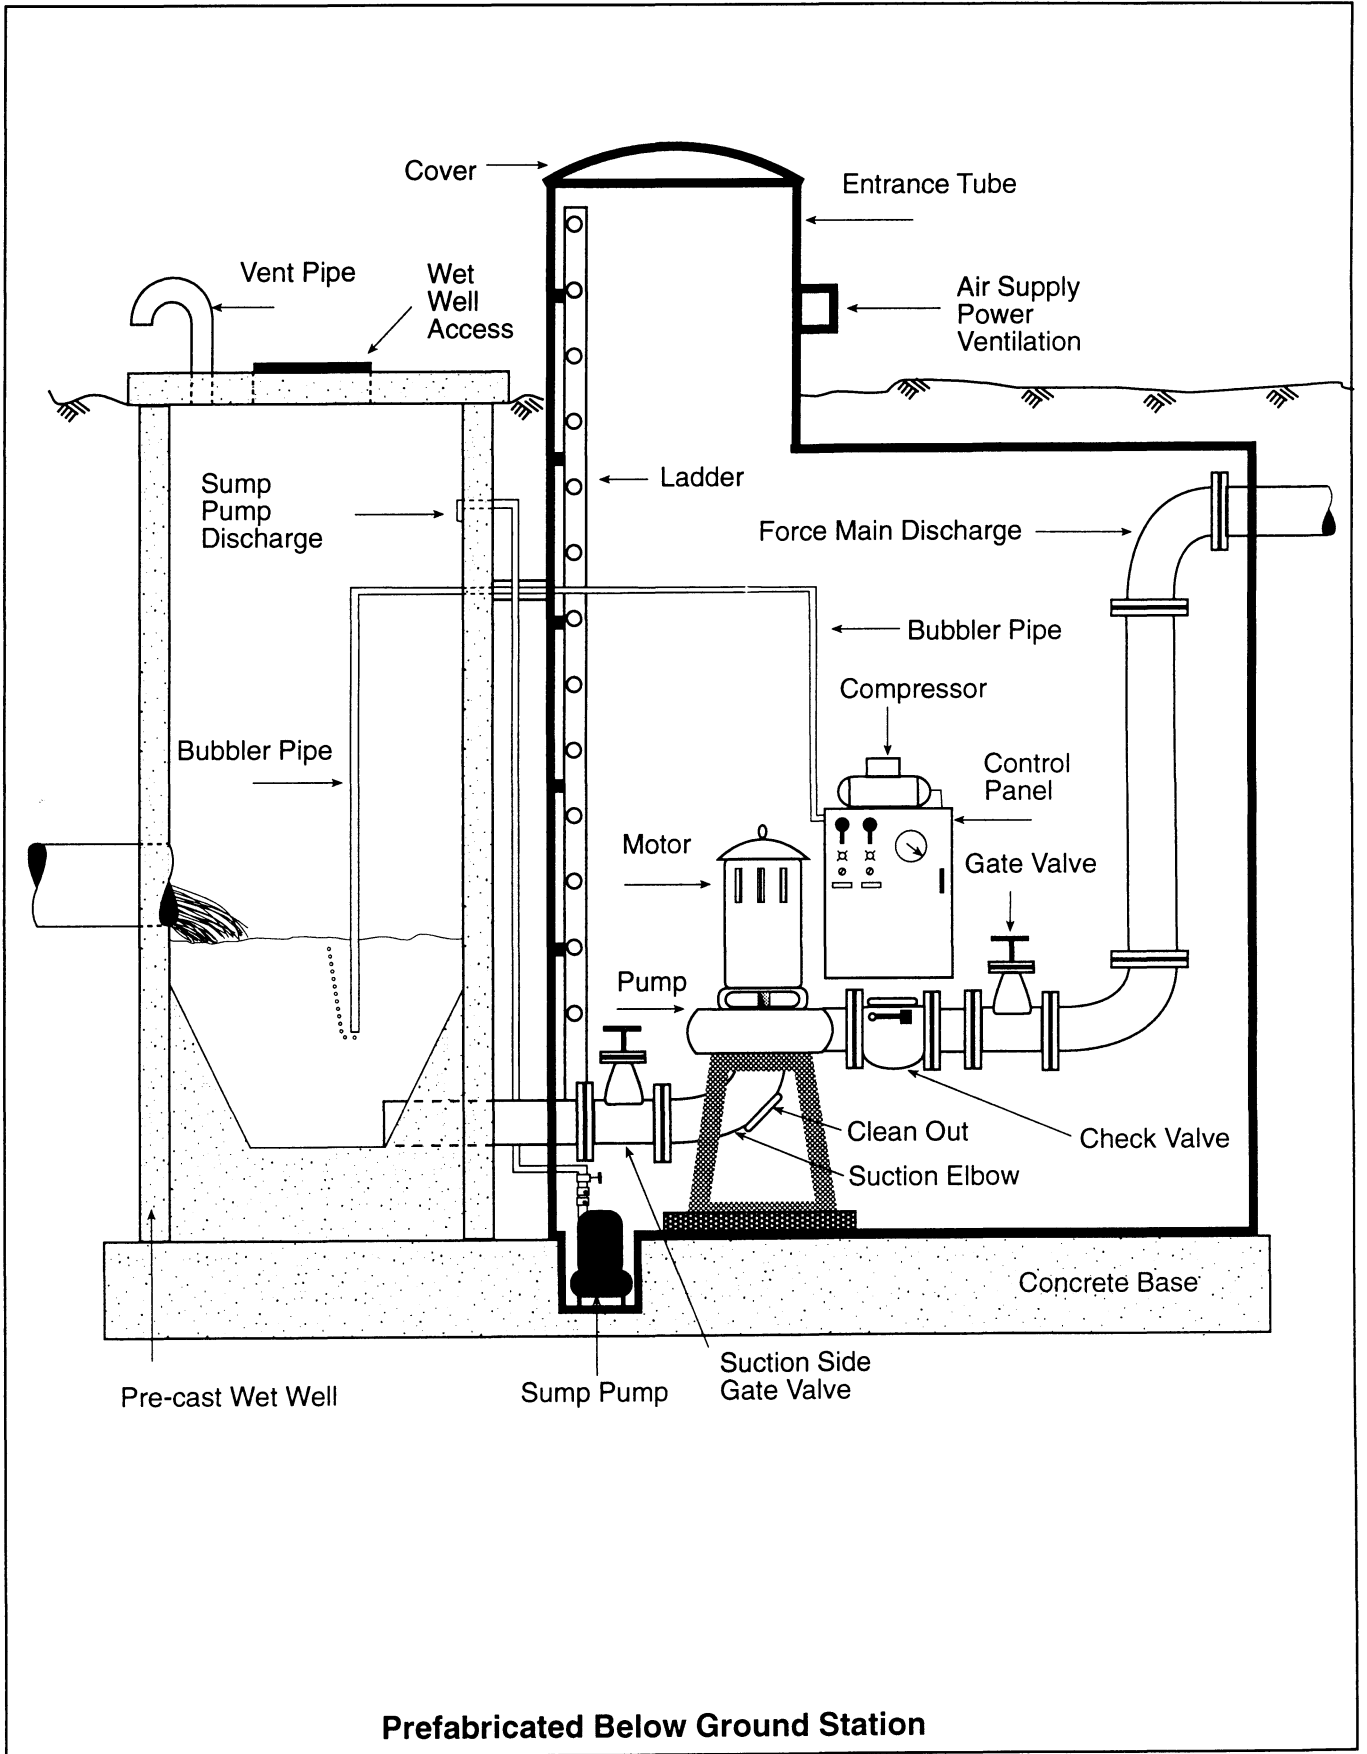 Cover
Entrance Tube
Vent Pipe
Wet
Well
Access
Air Supply
Power
Ventilation
Sump
Pump
Discharge
Ladder
Force Main Discharge
Bubbler Pipe
Compressor
Bubbler Pipe
Control
Panel
Motor
Gate Valve
Pump
Clean Out
Check Valve
Suction Elbow
Concrete Base
Suction Side
Gate Valve
Pre-cast Wet Well
Sump Pump
Prefabricated Below Ground Station